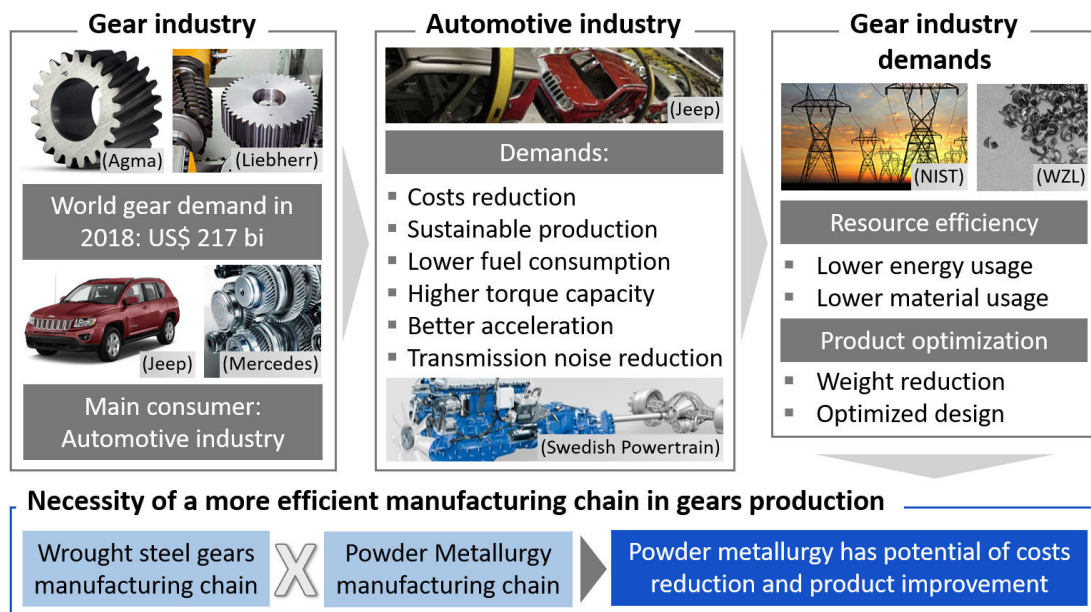 Gear industry
(Agma)
(Liebherr)
World gear demand in
2018: US$ 217 bi
(Jeep)
(Mercedes)
Main consumer:
Automotive industry
Automotive industry
(Jeep)
Demands:
▪ Costs reduction
▪ Sustainable production
▪ Lower fuel consumption
▪ Higher torque capacity
▪ Better acceleration
▪ Transmission noise reduction
(Swedish Powertrain)
Gear industry
demands
(NIST)
(WZL)
Resource efficiency
▪ Lower energy usage
▪ Lower material usage
Product optimization
▪ Weight reduction
▪ Optimized design
Necessity of a more efficient manufacturing chain in gears production
Wrought steel gears
manufacturing chain
X
Powder Metallurgy
manufacturing chain
Powder metallurgy has potential of costs
reduction and product improvement